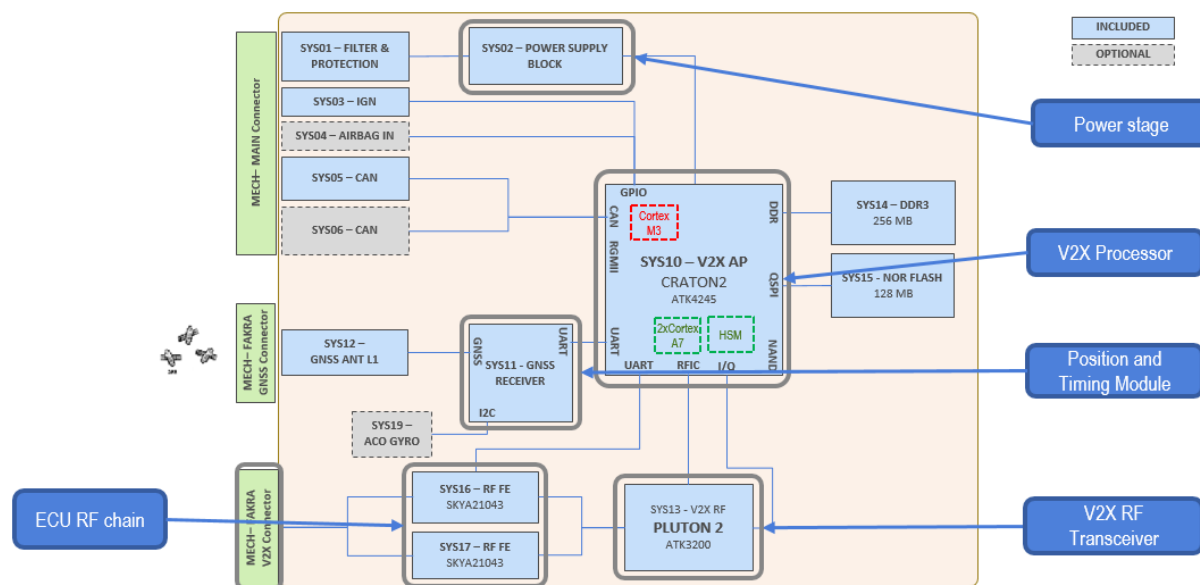 INCLUDED
OPTIONAL
MECH– MAIN Connector
SYS01 – FILTER &
PROTECTION
SYS02 – POWER SUPPLY
BLOCK
SYS03 – IGN
SYS04 – AIRBAG IN
SYS05 – CAN
SYS06 – CAN
Power stage
GPIO
CAN
RGMII
Cortex
M3
DDR
SYS10 – V2X AP
CRATON2
ATK4245
QSPI
2xCortex
A7
HSM
UART
NAND
UART
RFIC
I/Q
SYS14 – DDR3
256 MB
SYS15 - NOR FLASH
128 MB
V2X Processor
MECH– FAKRA
GNSS Connector
SYS12 –
GNSS ANT L1
GNSS
UART
SYS11 - GNSS
RECEIVER
I2C
Position and
Timing Module
SYS19 –
ACO GYRO
MECH– FAKRA
V2X Connector
ECU RF chain
SYS16 – RF FE
SKYA21043
SYS17 – RF FE
SKYA21043
SYS13 - V2X RF
PLUTON 2
ATK3200
V2X RF
Transceiver